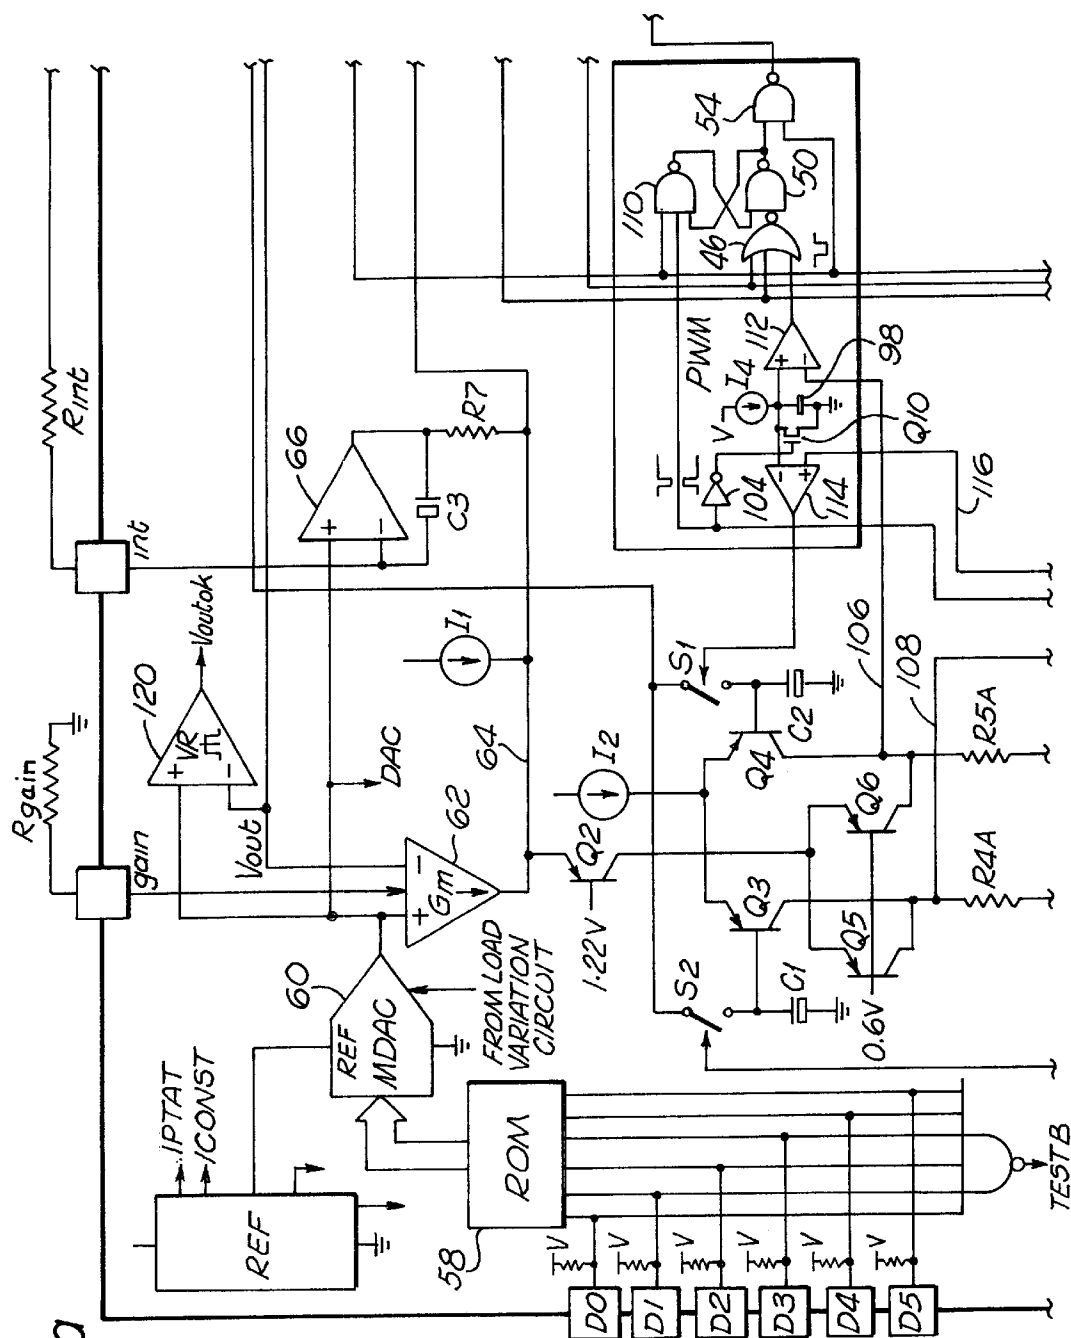 Rint
Rgain
int
gain
120
VR
+
−
Voutok
Vout
66
+
−
C3
R7
I1
DAC
64
62
Gm
+
−
60
REF
MDAC
FROM LOAD
VARIATION
CIRCUIT
IPTAT
ICONST
REF
ROM
58
V
V
V
V
V
V
D0
D1
D2
D3
D4
D5
TESTB
1.22V
Q2
I2
S1
S2
Q3
Q4
C1
C2
Q5
Q6
0.6V
R4A
R5A
106
108
PWM
110
54
50
46
112
+
−
I4
V
98
Q10
104
114
−
+
116
a